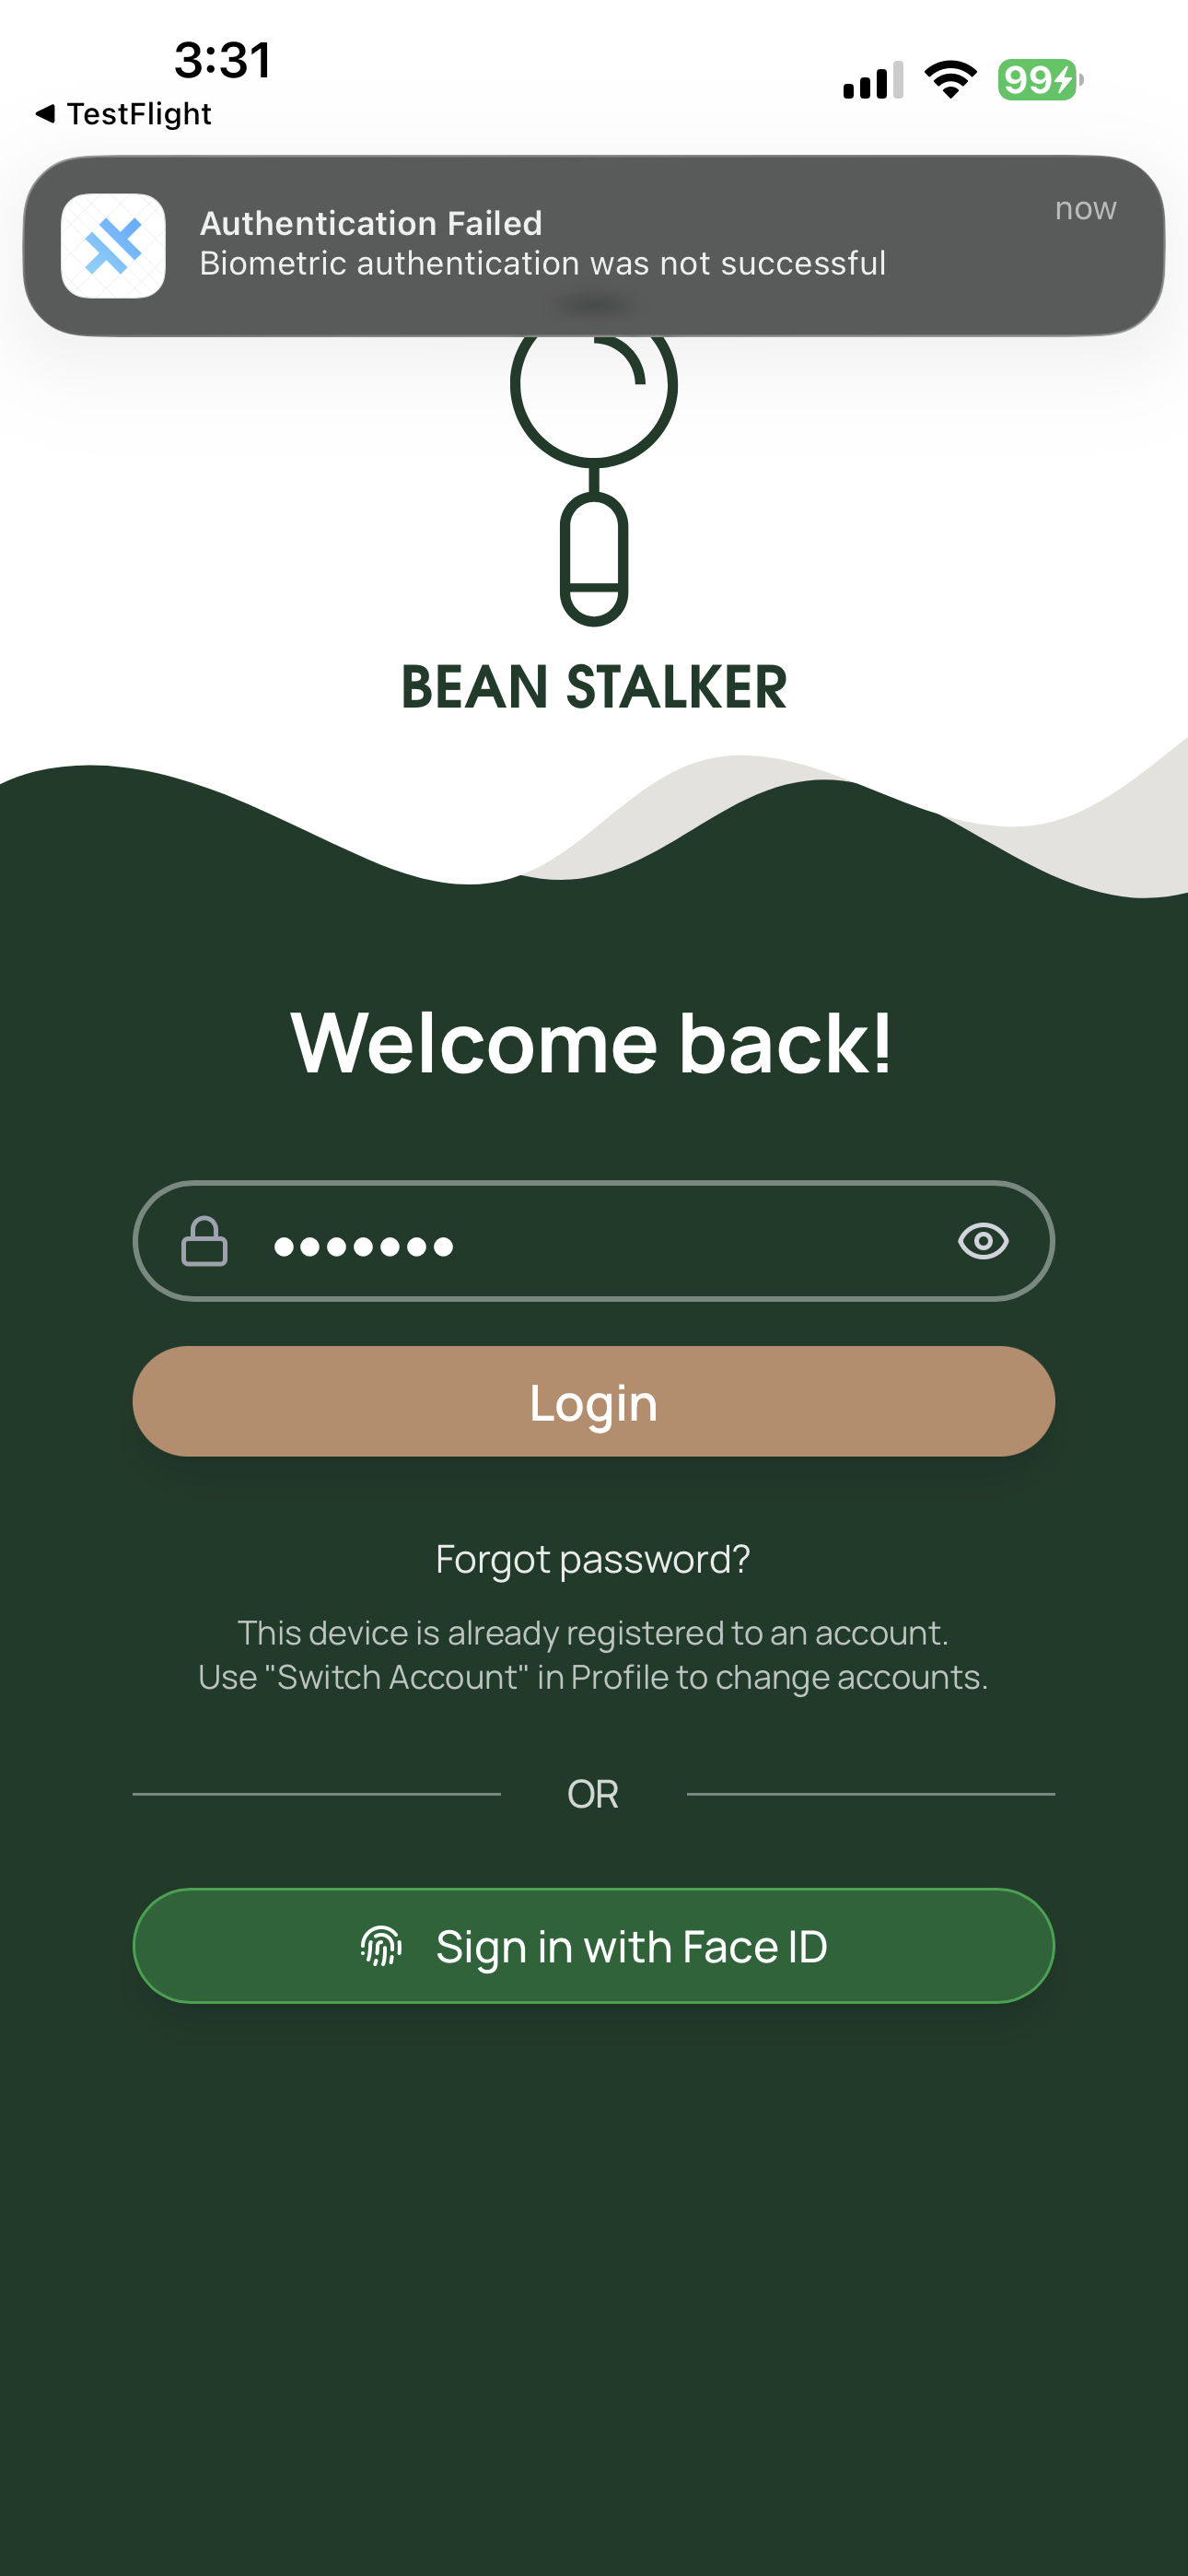 3:31
99
TestFlight
Authentication Failed
now
Biometric authentication was not successful
BEAN STALKER
Welcome back!
Login
Forgot password?
This device is already registered to an account.
Use "Switch Account" in Profile to change accounts.
OR
Sign in with Face ID